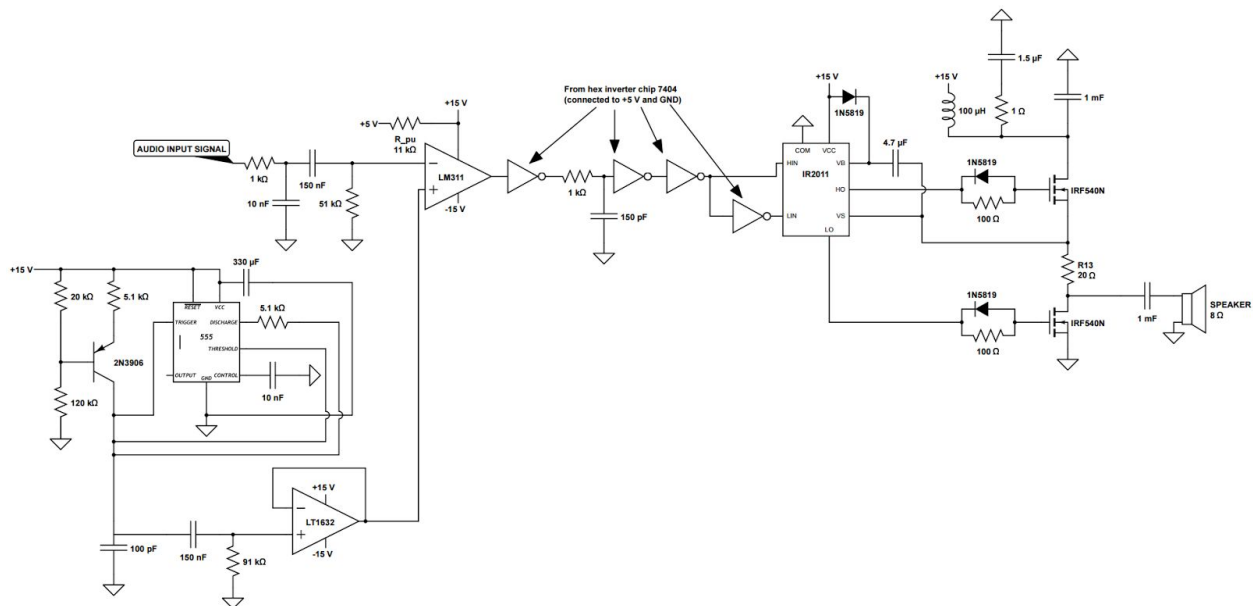 1.5 µF
+15 V
100 µH
1 Ω
1 mF
From hex inverter chip 7404
(connected to +5 V and GND)
+15 V
1N5819
+15 V
+5 V
R_pu
11 kΩ
AUDIO INPUT SIGNAL
1 kΩ
150 nF
10 nF
51 kΩ
LM311
-15 V
1 kΩ
150 pF
COM
VCC
HIN
VB
IR2011
HO
LIN
VS
LO
4.7 µF
1N5819
100 Ω
IRF540N
R13
20 Ω
1N5819
100 Ω
IRF540N
1 mF
SPEAKER
8 Ω
+15 V
330 µF
20 kΩ
5.1 kΩ
RESET
VCC
5.1 kΩ
TRIGGER
DISCHARGE
555
THRESHOLD
2N3906
OUTPUT
GND
CONTROL
10 nF
120 kΩ
+15 V
LT1632
-15 V
100 pF
150 nF
91 kΩ